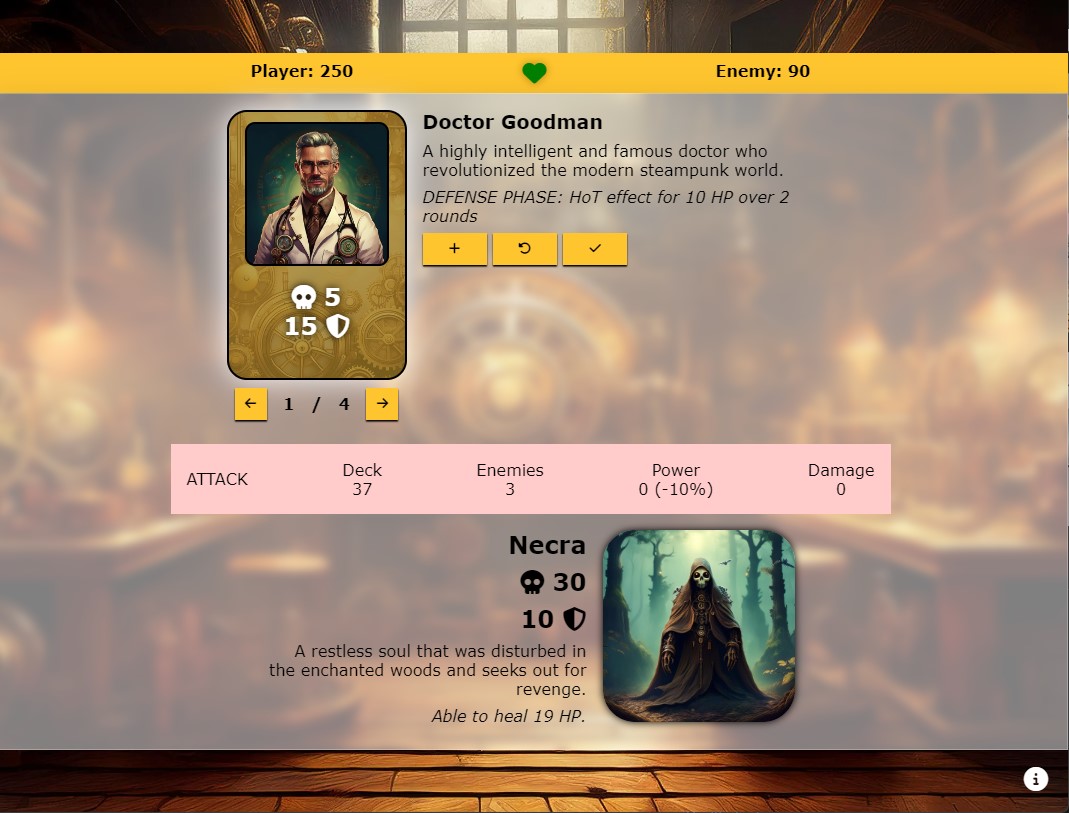 Player: 250
Enemy: 90
Doctor Goodman
A highly intelligent and famous doctor who
revolutionized the modern steampunk world.
DEFENSE PHASE: HoT effect for 10 HP over 2
rounds
5
15
1 / 4
ATTACK
Deck
37
Enemies
3
Power
0 (-10%)
Damage
0
Necra
30
10
A restless soul that was disturbed in
the enchanted woods and seeks out for
revenge.
Able to heal 19 HP.